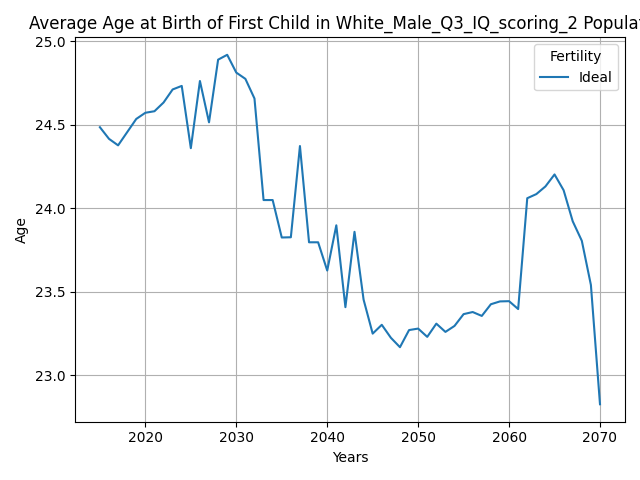 Average Age at Birth of First Child in White_Male_Q3_IQ_scoring_2
25.0
24.5
24.0
23.5
23.0
Age
Fertility
Ideal
2020 2030 2040 2050 2060 2070
Years